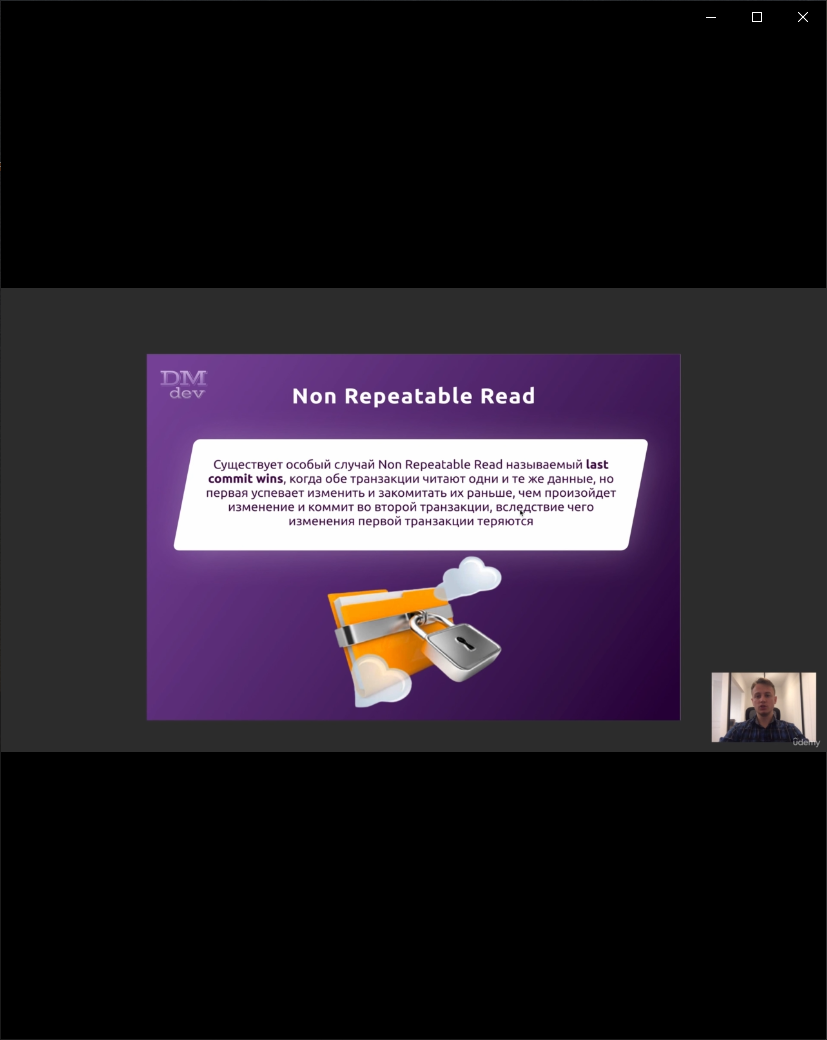 DM
dev
Non Repeatable Read
Существует особый случай Non Repeatable Read называемый last
commit wins, когда обе транзакции читают одни и те же данные, но
первая успевает изменить и закомитать их раньше, чем произойдет
изменение и коммит во второй транзакции, вследствие чего
изменения первой транзакции теряются
ûdemy